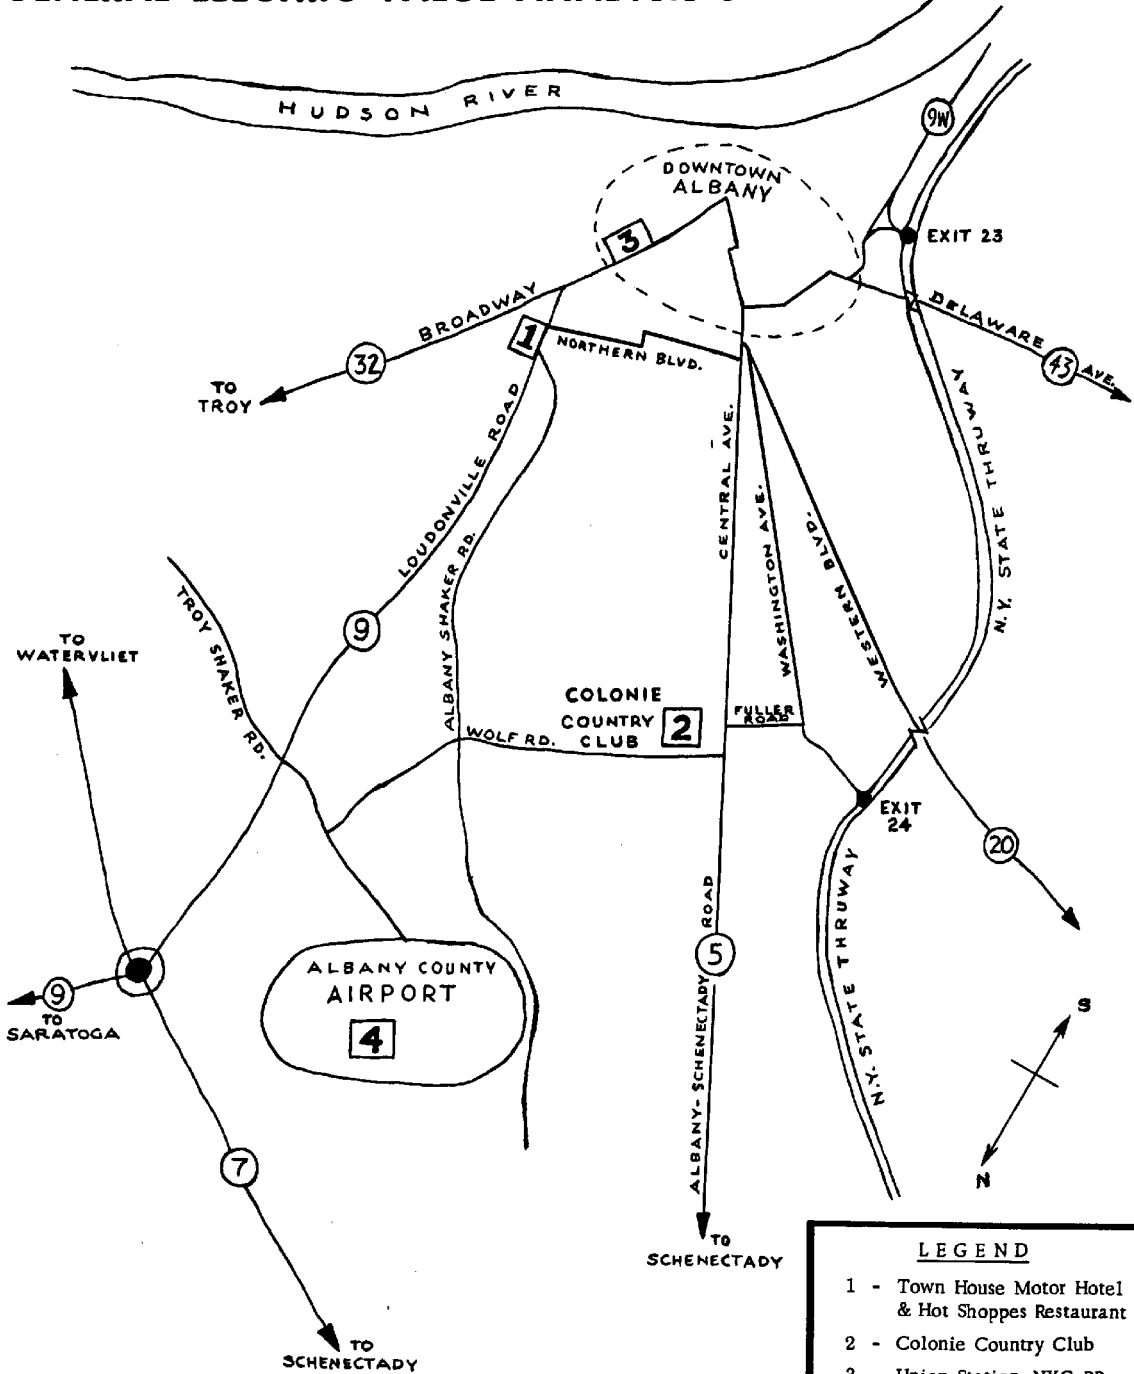 HUDSON RIVER
9W
DOWNTOWN
ALBANY
3
EXIT 23
BROADWAY
1
NORTHERN BLVD.
DELAWARE AVE.
32
43
TO
TROY
LOUDONVILLE ROAD
CENTRAL AVE.
N.Y. STATE THRUWAY
ALBANY SHAKER RD.
WASHINGTON AVE.
WESTERN BLVD.
TROY SHAKER RD.
9
TO
WATERVLIET
COLONIE
COUNTRY
CLUB
2
FULLER
ROAD
WOLF RD.
EXIT
24
20
N.Y. STATE THRUWAY
ALBANY-SCHENECTADY ROAD
5
ALBANY COUNTY
AIRPORT
4
9
TO
SARATOGA
S
N
7
TO
SCHENECTADY
TO
SCHENECTADY
LEGEND
1 - Town House Motor Hotel
& Hot Shoppes Restaurant
2 - Colonie Country Club